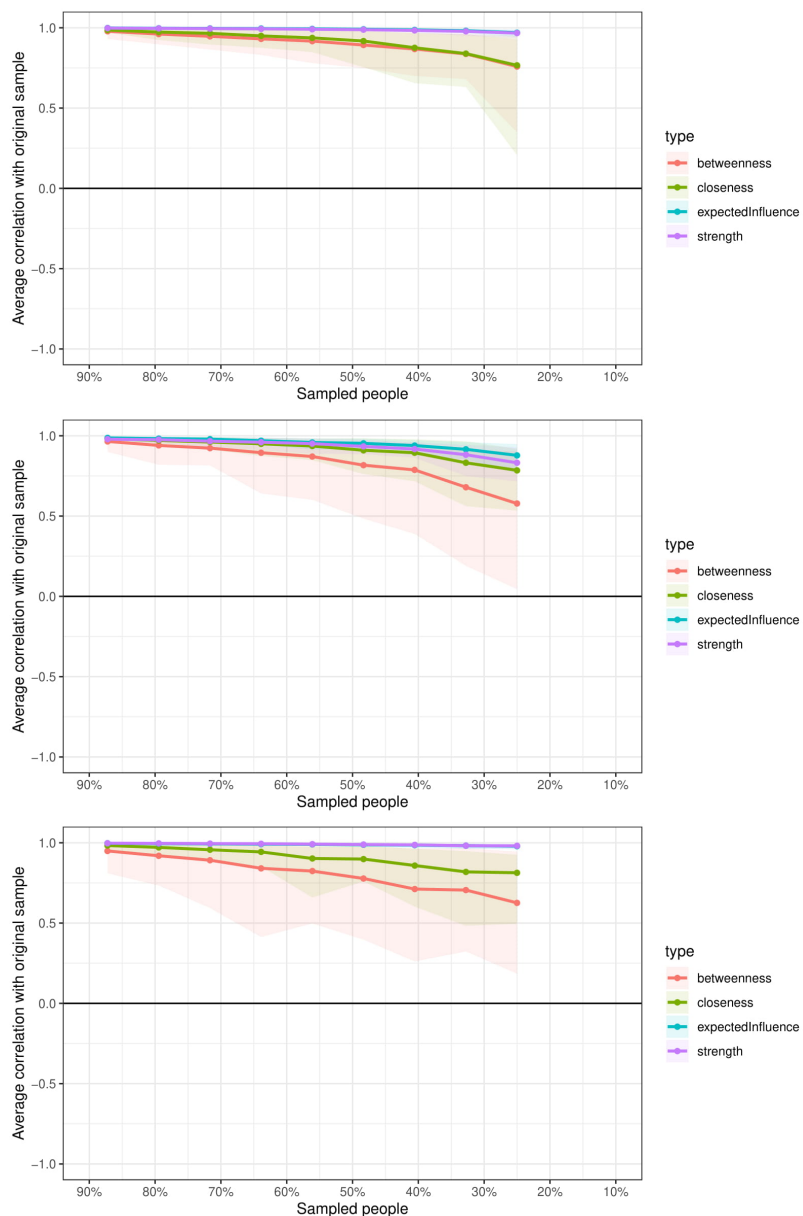 Average correlation with original sample
1.0
0.5
0.0
−0.5
−1.0
90% 80% 70% 60% 50% 40% 30% 20% 10%
Sampled people
type
betweenness
closeness
expectedInfluence
strength
Average correlation with original sample
1.0
0.5
0.0
−0.5
−1.0
90% 80% 70% 60% 50% 40% 30% 20% 10%
Sampled people
type
betweenness
closeness
expectedInfluence
strength
Average correlation with original sample
1.0
0.5
0.0
−0.5
−1.0
90% 80% 70% 60% 50% 40% 30% 20% 10%
Sampled people
type
betweenness
closeness
expectedInfluence
strength